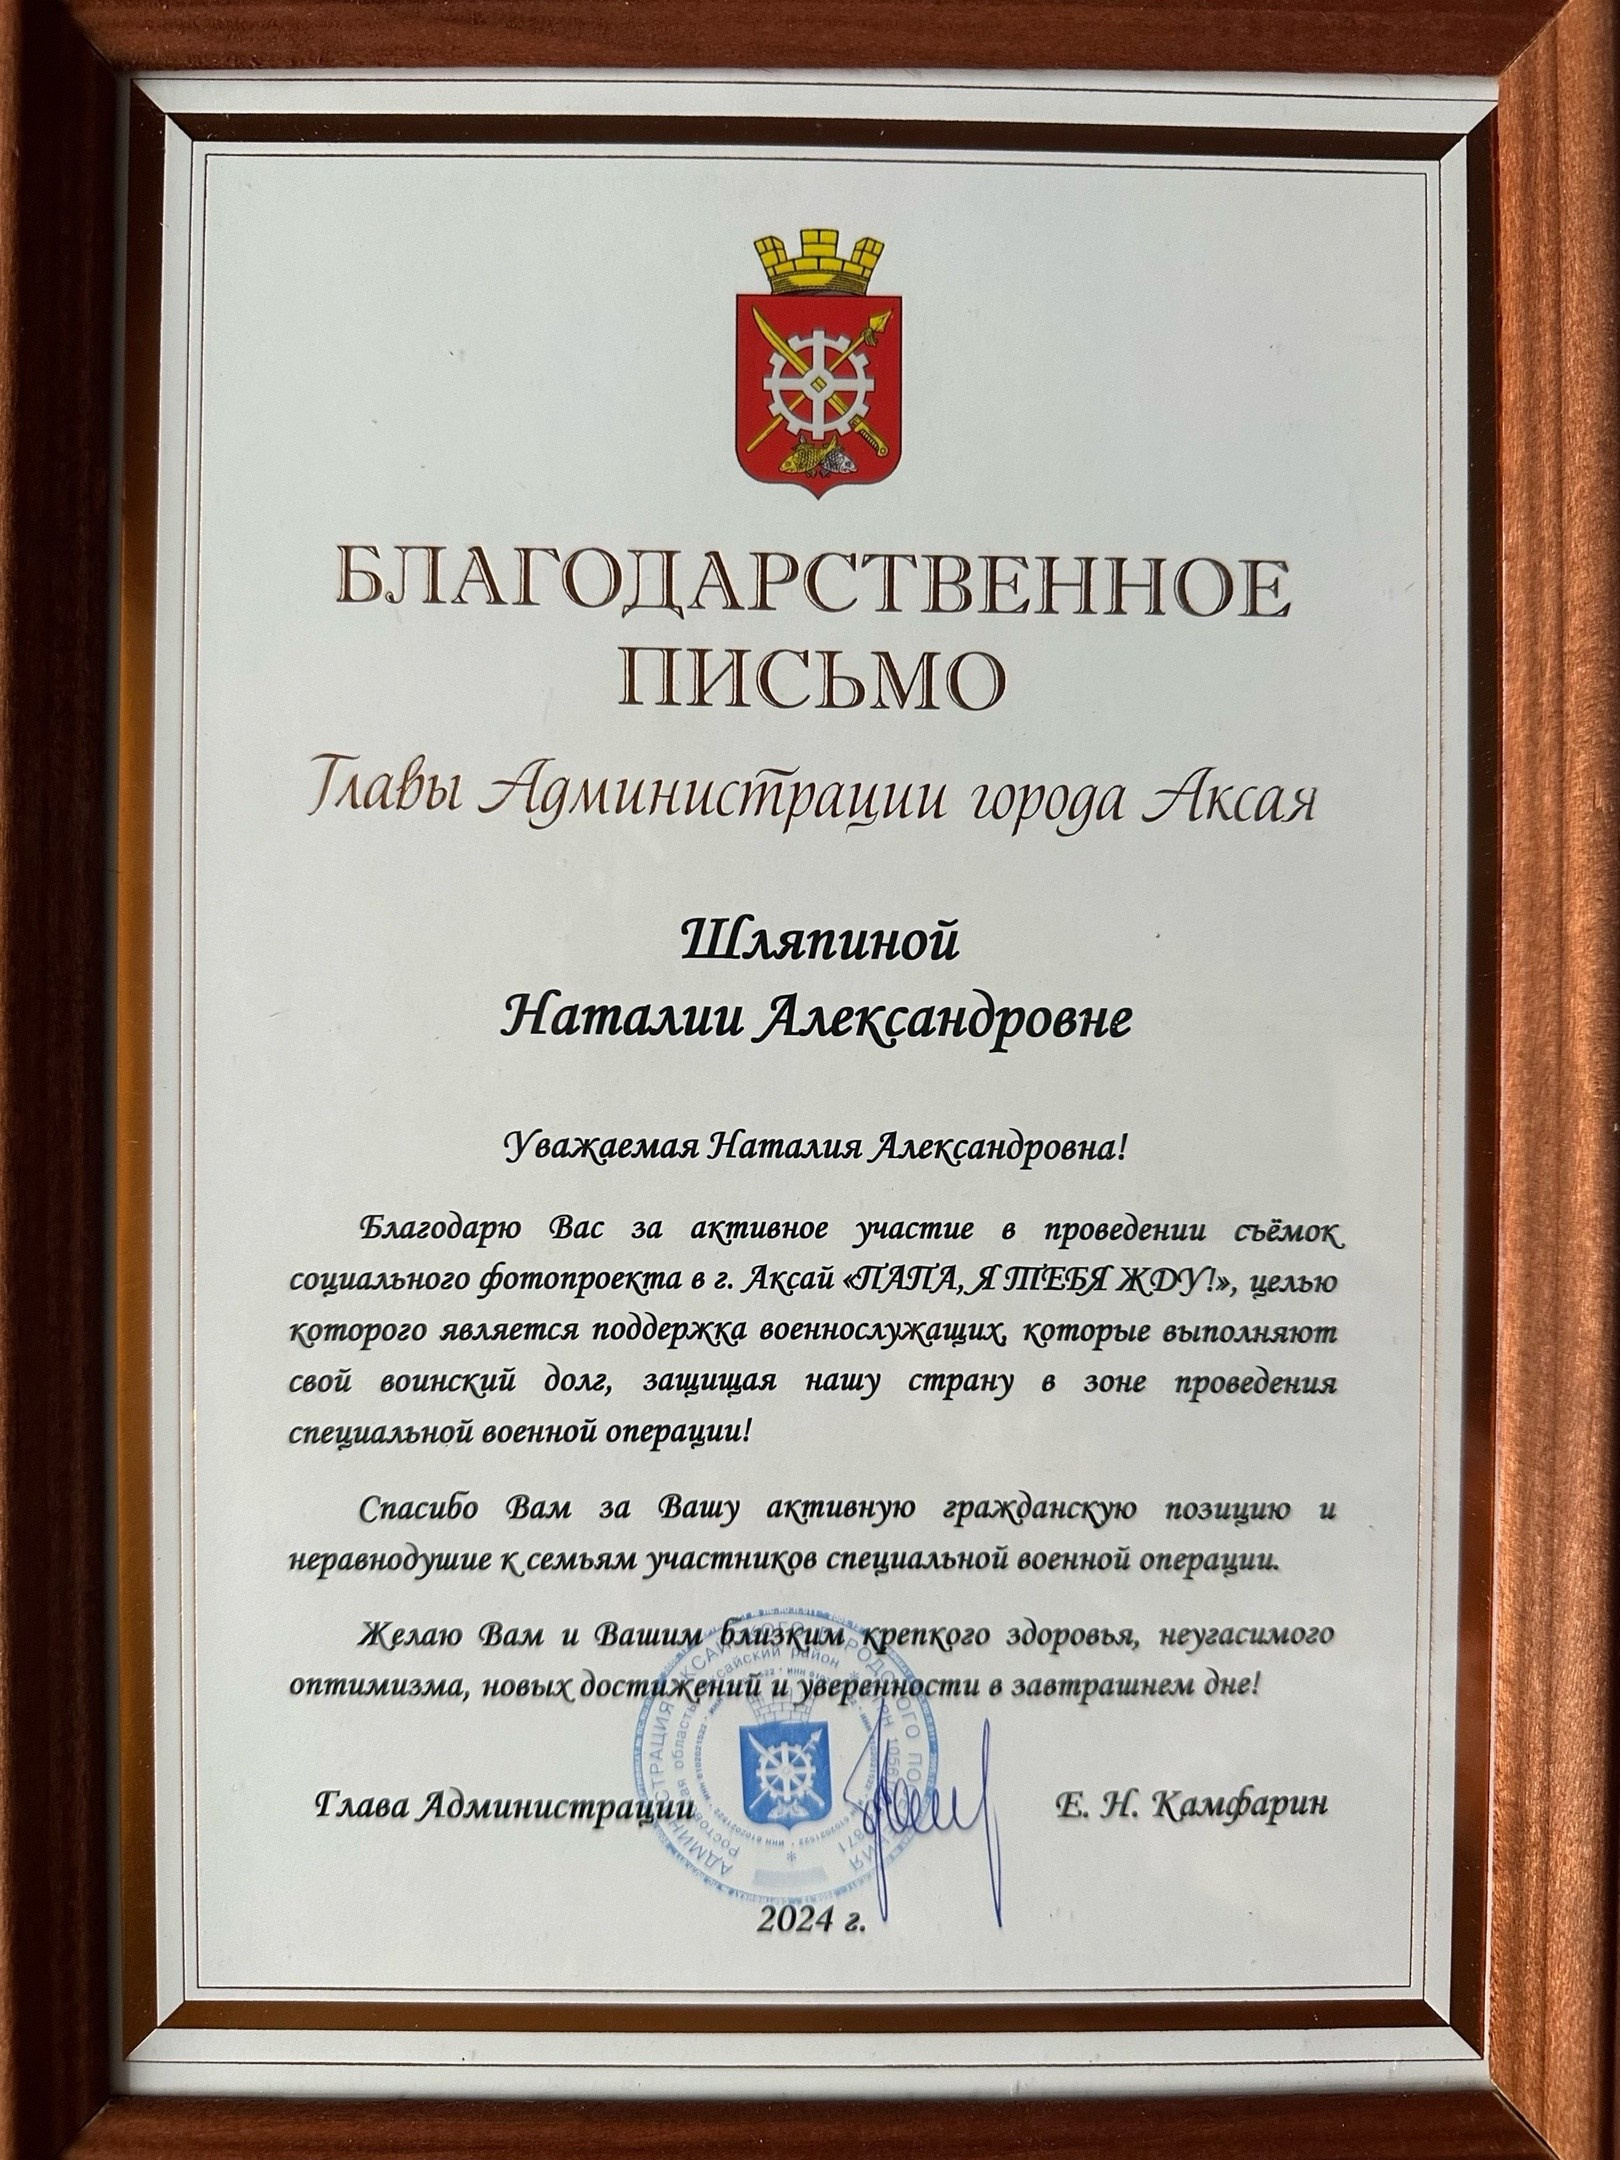 БЛАГОДАРСТВЕННОЕ
ПИСЬМО
Главы Администрации города Аксая
Шляпиной
Наталии Александровне
Уважаемая Наталия Александровна!
Благодарю Вас за активное участие в проведении съёмок
социального фотопроекта в г. Аксай «ПАПА, Я ТЕБЯ ЖДУ!», целью
которого является поддержка военнослужащих, которые выполняют
свой воинский долг, защищая нашу страну в зоне проведения
специальной военной операции!
Спасибо Вам за Вашу активную гражданскую позицию и
неравнодушие к семьям участников специальной военной операции.
Желаю Вам и Вашим близким крепкого здоровья, неугасимого
оптимизма, новых достижений и уверенности в завтрашнем дне!
Глава Администрации Е. Н. Камфарин
2024 г.